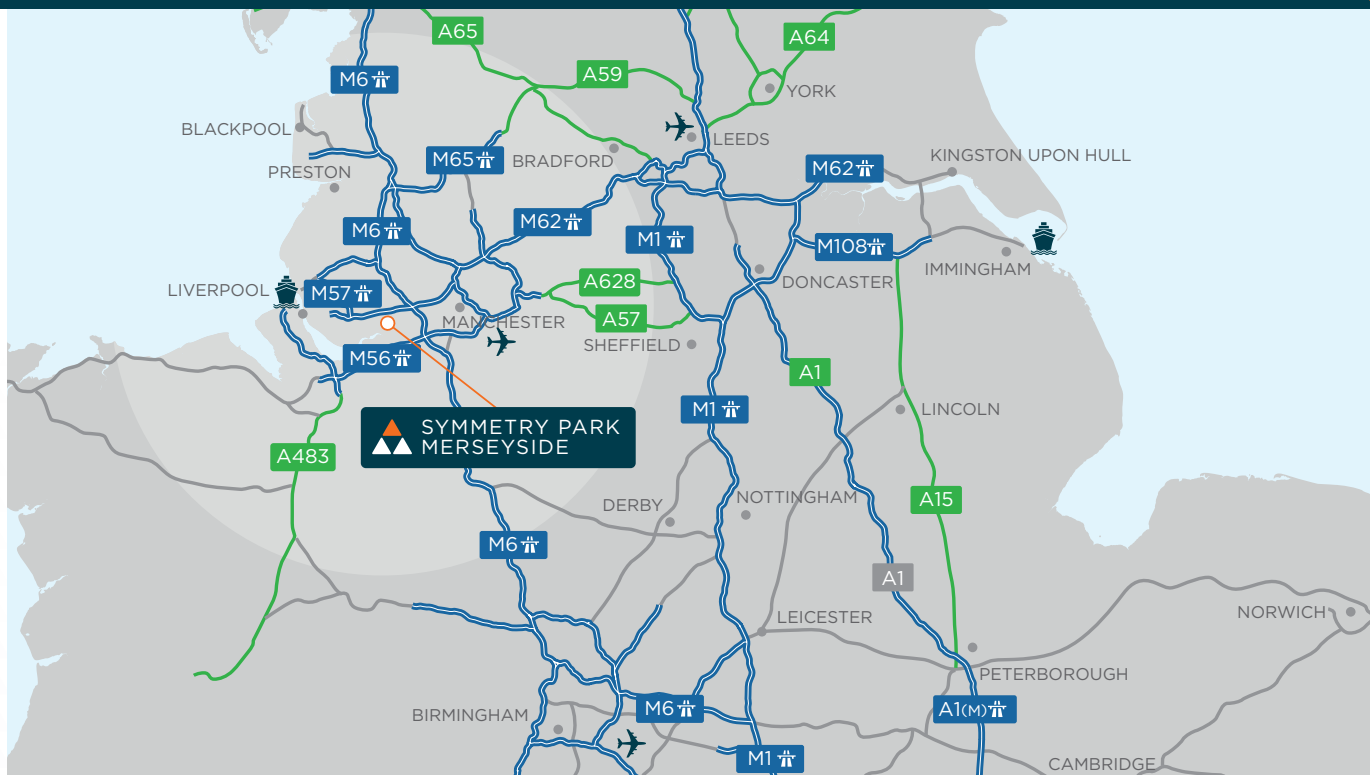 A65
A64
A59
M6
YORK
BLACKPOOL
LEEDS
M65
BRADFORD
KINGSTON UPON HULL
PRESTON
M62
M62
M6
M1
M108
IMMINGHAM
A628
DONCASTER
LIVERPOOL
M57
MANCHESTER
A57
SHEFFIELD
M56
A1
M1
LINCOLN
SYMMETRY PARK
MERSEYSIDE
A483
DERBY
NOTTINGHAM
A15
M6
A1
LEICESTER
NORWICH
PETERBOROUGH
BIRMINGHAM
M6
A1(M)
M1
CAMBRIDGE